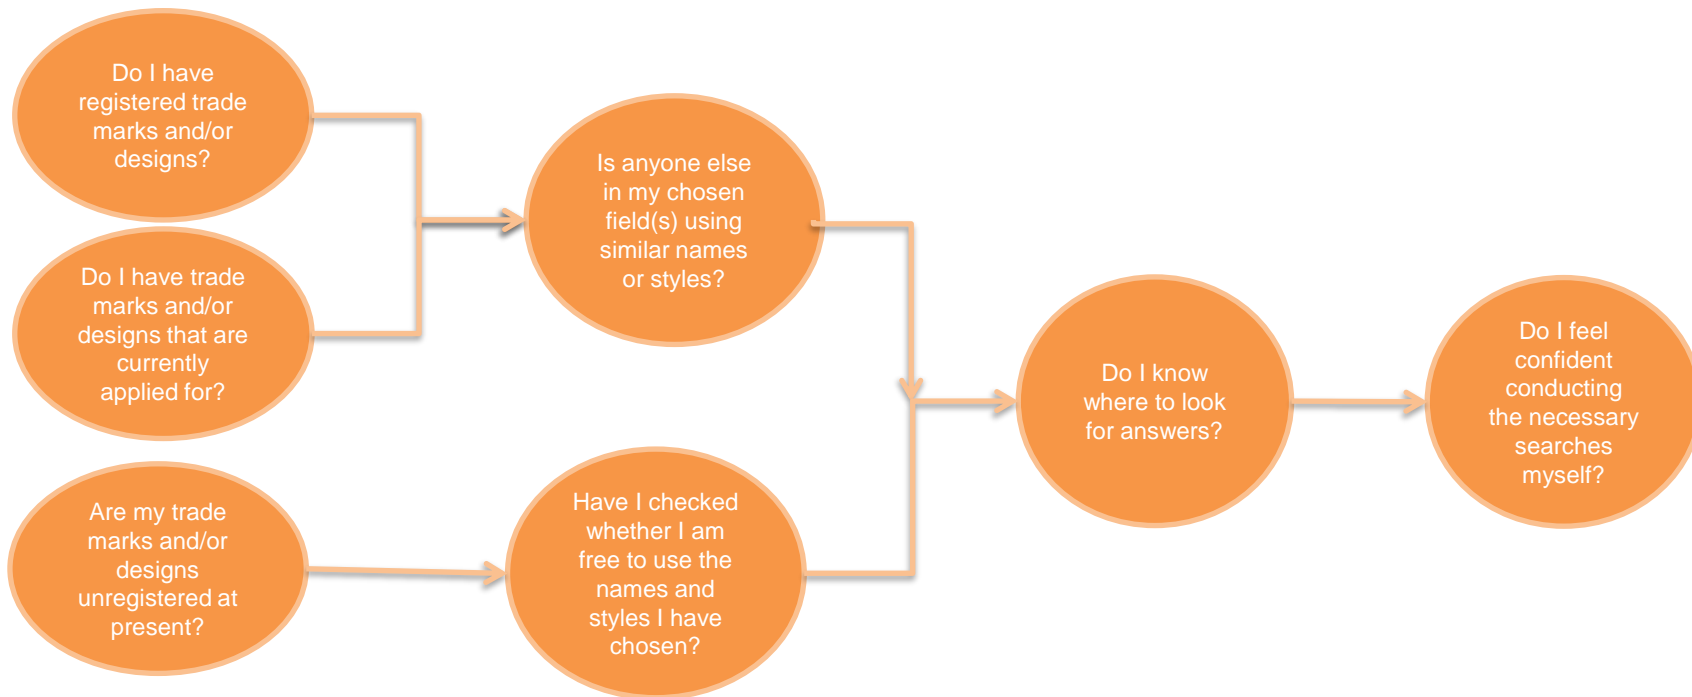 Do I have
registered trade
marks and/or
designs?
Do I have trade
marks and/or
designs that are
currently
applied for?
Are my trade
marks and/or
designs
unregistered at
present?
Is anyone else
in my chosen
field(s) using
similar names
or styles?
Have I checked
whether I am
free to use the
names and
styles I have
chosen?
Do I know
where to look
for answers?
Do I feel
confident
conducting
the necessary
searches
myself?